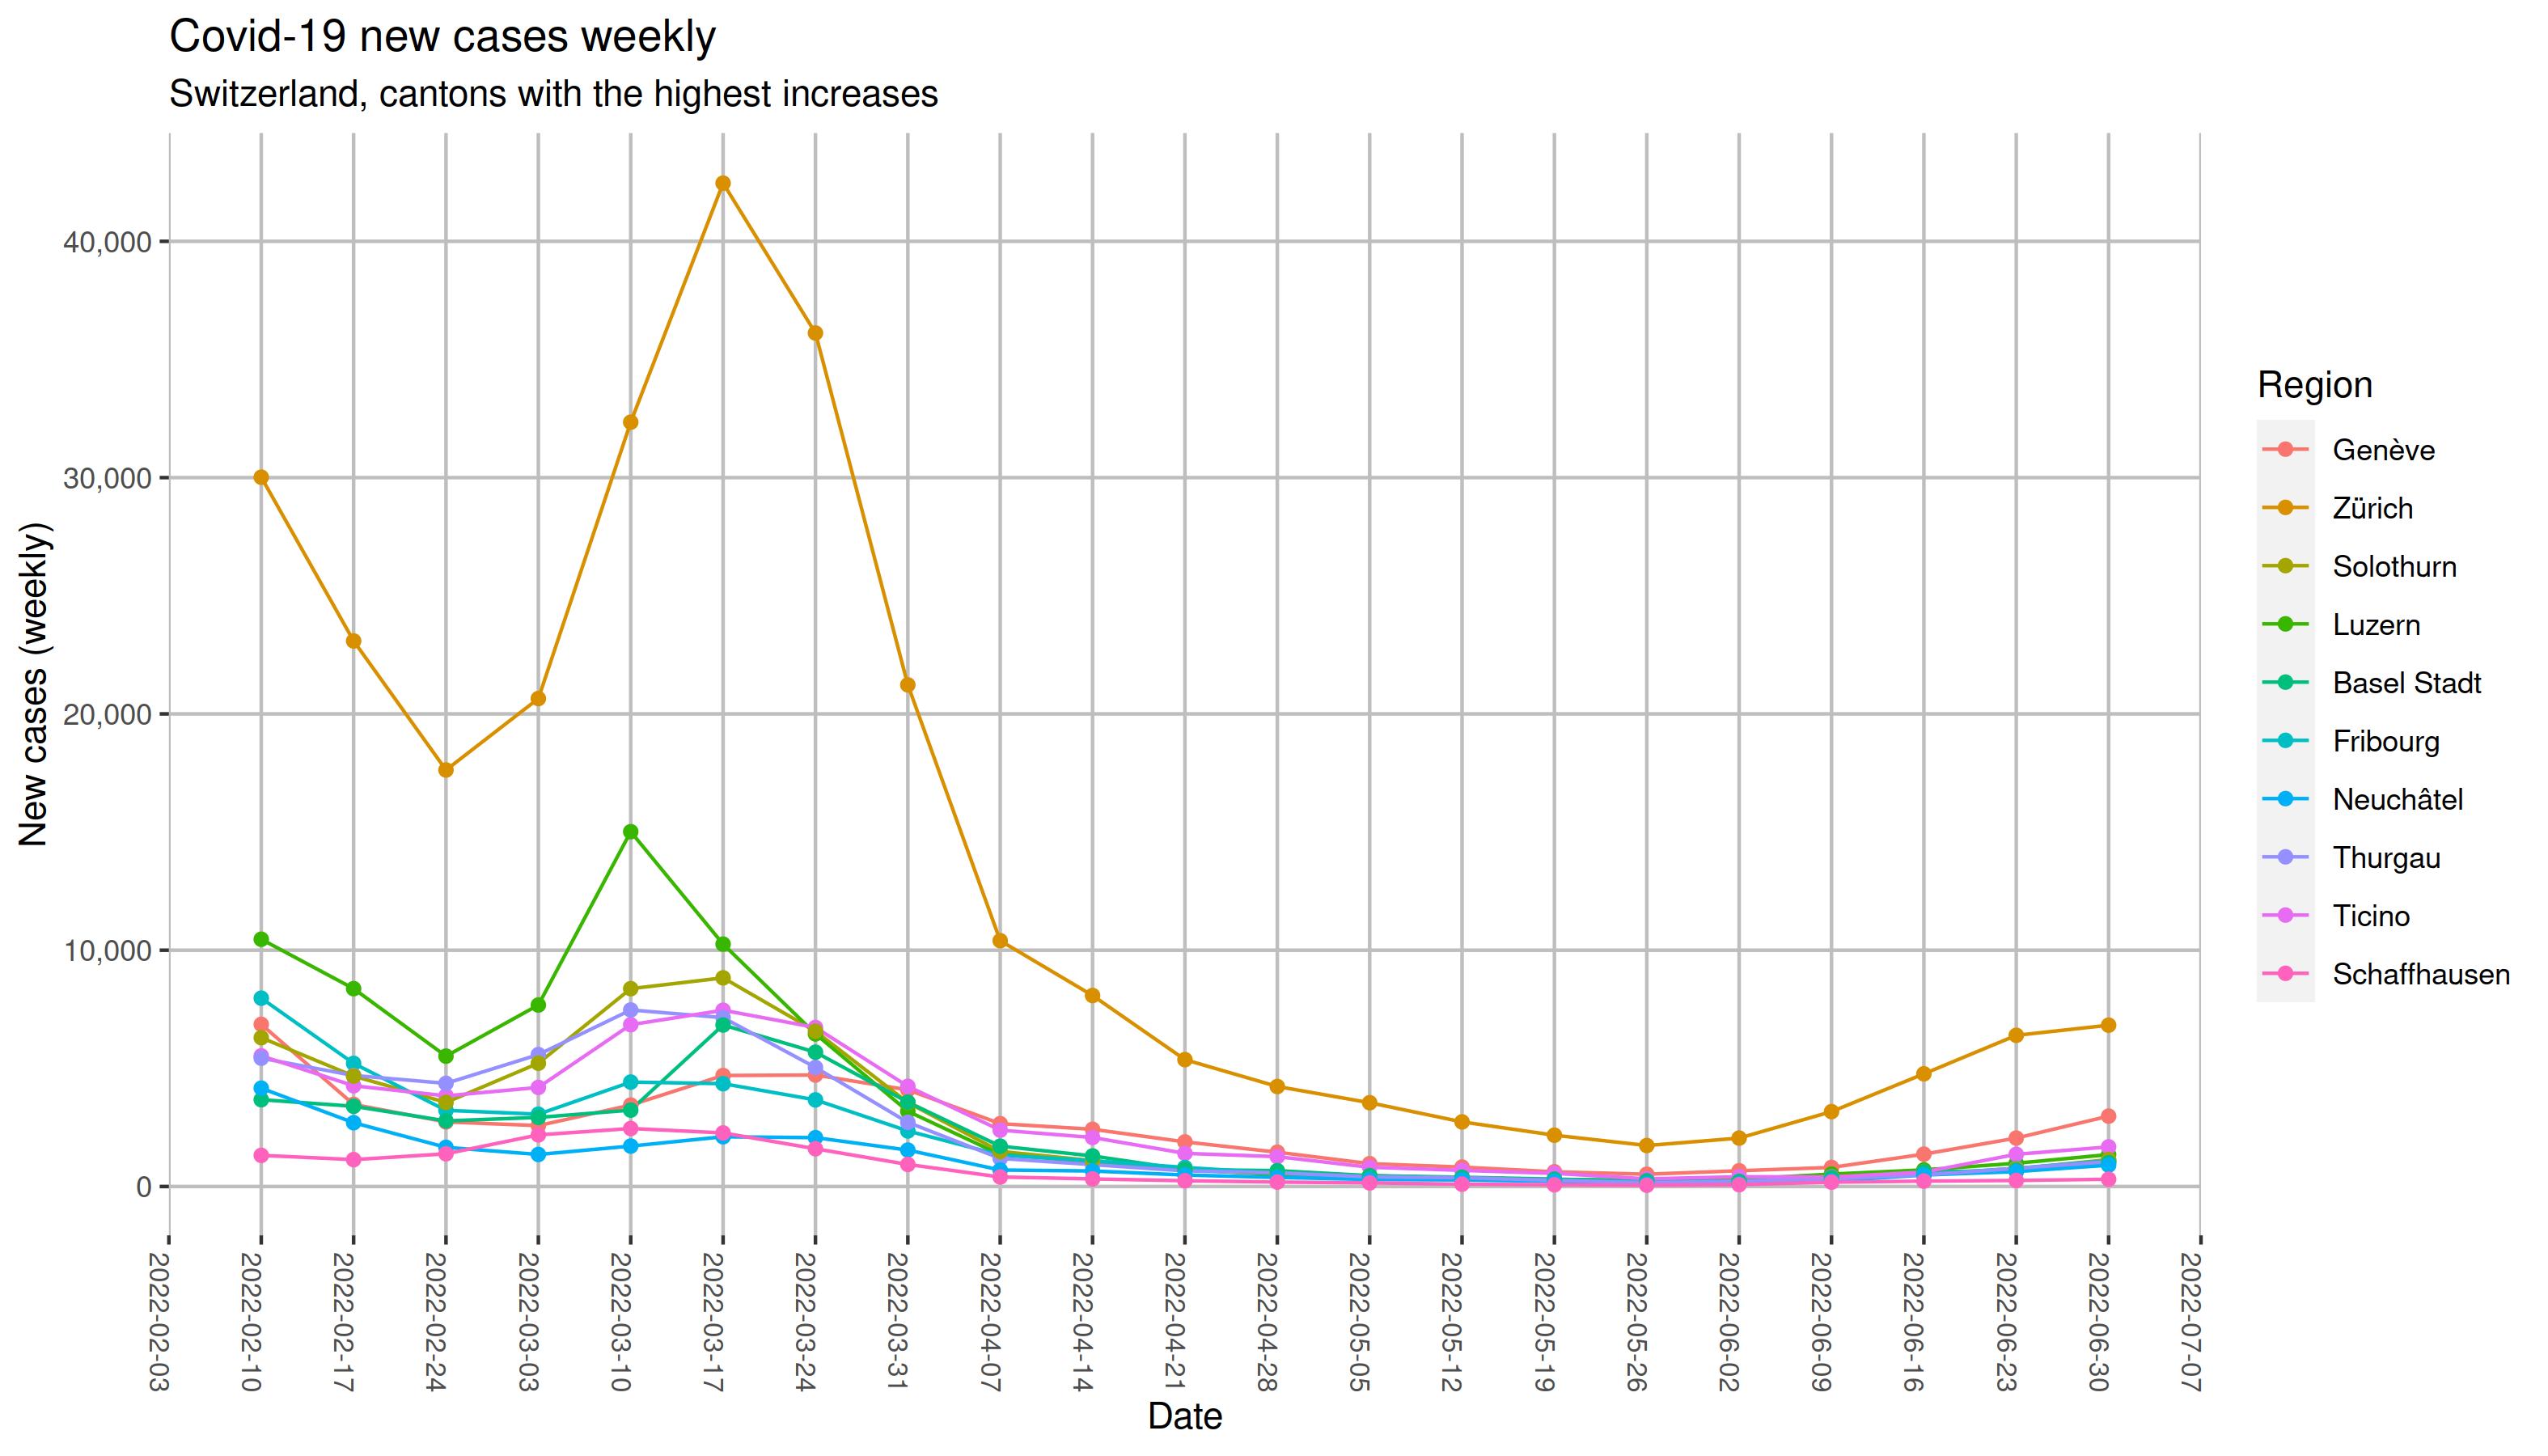 Covid-19 new cases weekly
Switzerland, cantons with the highest increases
New cases (weekly)
40,000
30,000
20,000
10,000
0
2022-02-03
2022-02-10
2022-02-17
2022-02-24
2022-03-03
2022-03-10
2022-03-17
2022-03-24
2022-03-31
2022-04-07
2022-04-14
2022-04-21
2022-04-28
2022-05-05
2022-05-12
2022-05-19
2022-05-26
2022-06-02
2022-06-09
2022-06-16
2022-06-23
2022-06-30
2022-07-07
Date
Region
Genève
Zürich
Solothurn
Luzern
Basel Stadt
Fribourg
Neuchâtel
Thurgau
Ticino
Schaffhausen